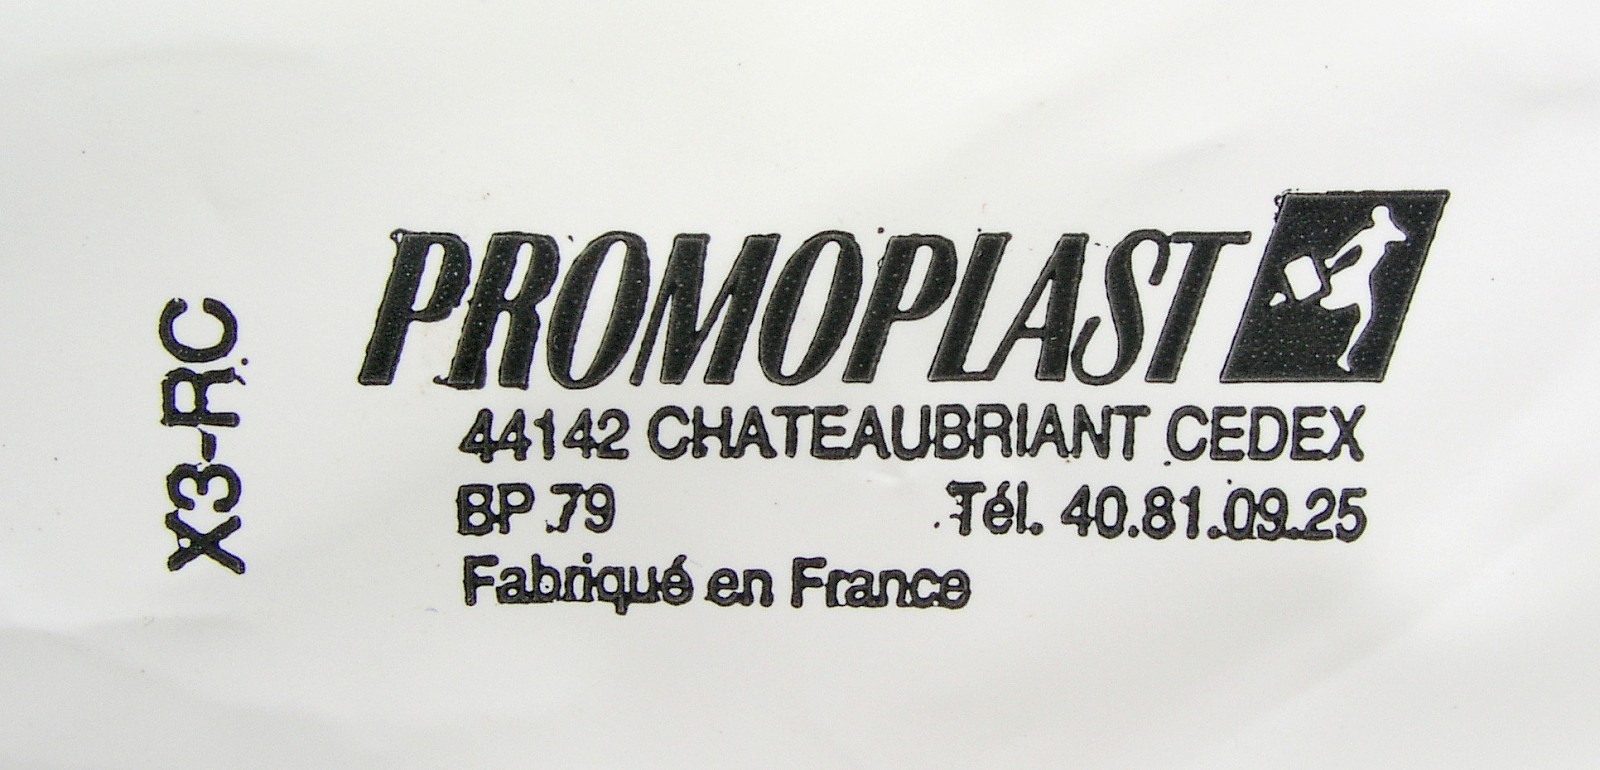 X3-RC
PROMOPLAST
44142 CHATEAUBRIANT CEDEX
BP 79 Tél. 40.81.09.25
Fabriqué en France